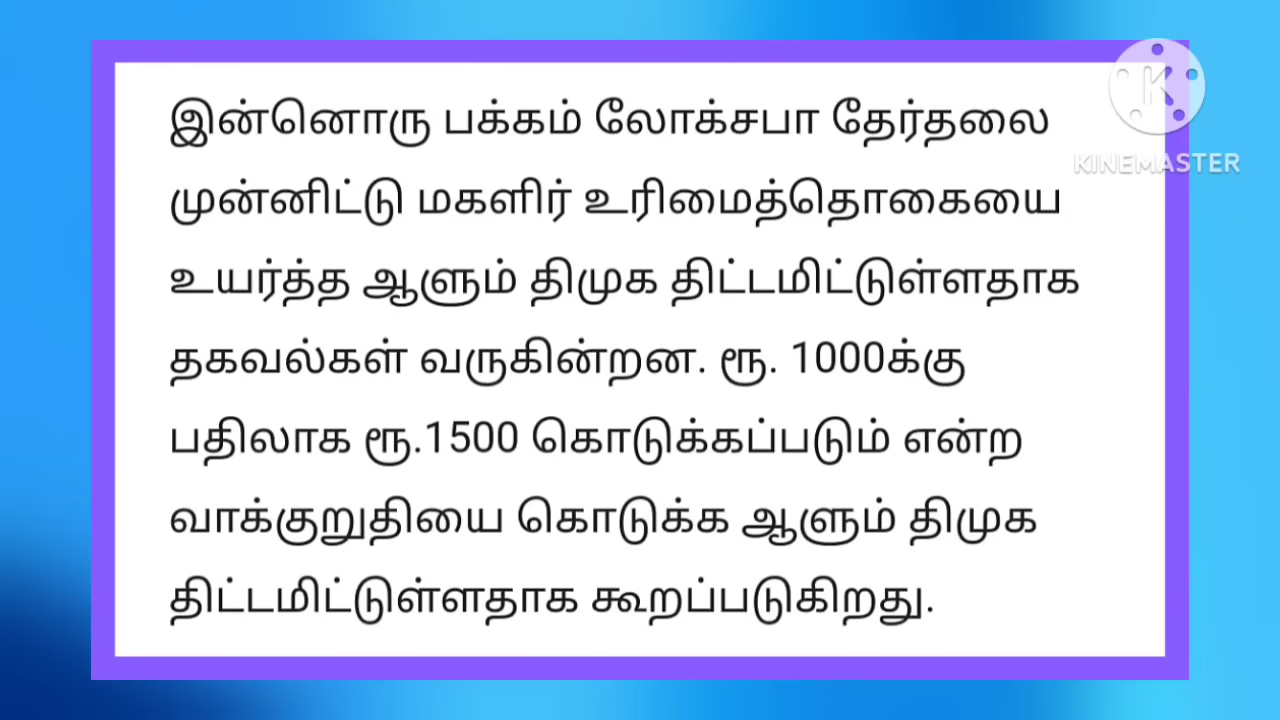 இன்னொரு பக்கம் லோக்சபா தேர்தலை
முன்னிட்டு மகளிர் உரிமைத்தொகையை
உயர்த்த ஆளும் திமுக திட்டமிட்டுள்ளதாக
தகவல்கள் வருகின்றன. ரூ. 1000க்கு
பதிலாக ரூ.1500 கொடுக்கப்படும் என்ற
வாக்குறுதியை கொடுக்க ஆளும் திமுக
திட்டமிட்டுள்ளதாக கூறப்படுகிறது.
K
KINEMASTER